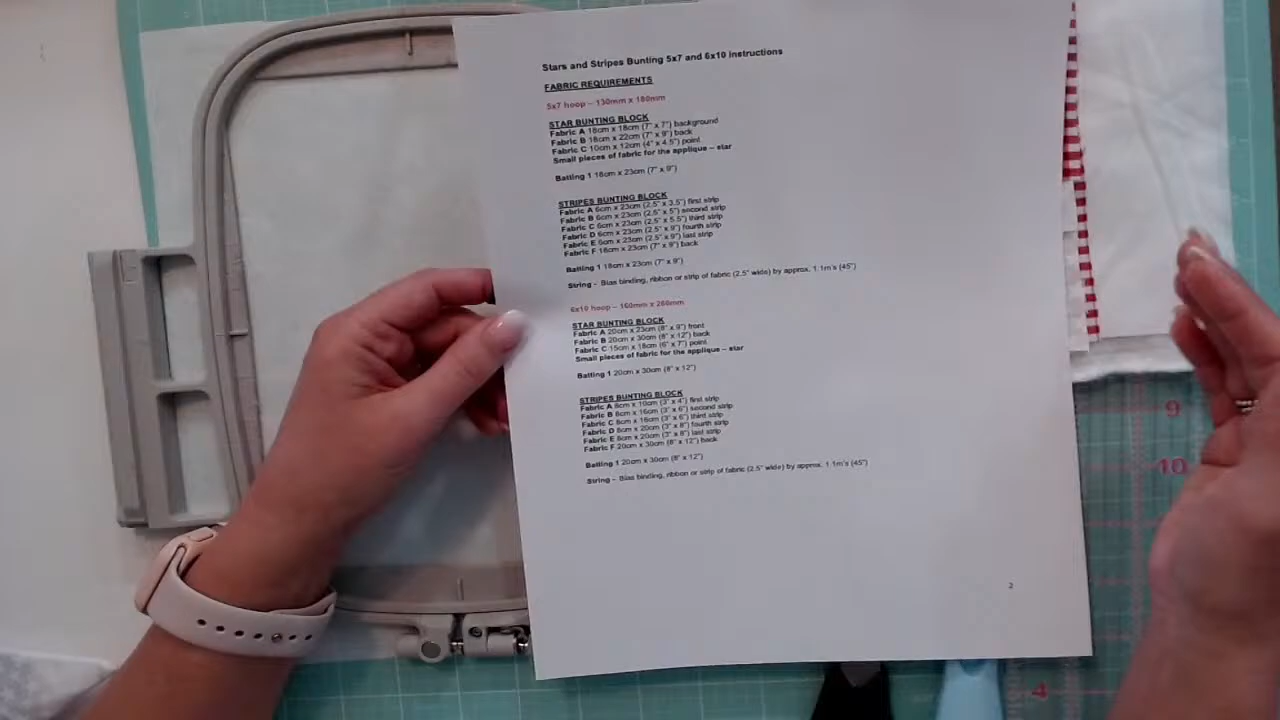 Stars and Stripes Bunting 5x7 and 6x10 instructions
FABRIC REQUIREMENTS
5x7 hoop – 130mm x 180mm
STAR BUNTING BLOCK
Fabric A 18cm x 18cm (7" x 7") background
Fabric B 18cm x 22cm (7" x 9") back
Fabric C 10cm x 12cm (4" x 4.5") point
Small pieces of fabric for the applique – star
Batting 1 18cm x 23cm (7" x 9")
STRIPES BUNTING BLOCK
Fabric A 6cm x 23cm (2.5" x 3.5") first strip
Fabric B 6cm x 23cm (2.5" x 5") second strip
Fabric C 6cm x 23cm (2.5" x 5.5") third strip
Fabric D 6cm x 23cm (2.5" x 9") fourth strip
Fabric E 6cm x 23cm (2.5" x 9") last strip
Fabric F 18cm x 23cm (7" x 9") back
Batting 1 18cm x 23cm (7" x 9")
String – Bias binding, ribbon or strip of fabric (2.5" wide) by approx. 1.1m's (45")
6x10 hoop – 160mm x 260mm
STAR BUNTING BLOCK
Fabric A 20cm x 23cm (8" x 9") front
Fabric B 20cm x 30cm (8" x 12") back
Fabric C 15cm x 18cm (6" x 7") point
Small pieces of fabric for the applique – star
Batting 1 20cm x 30cm (8" x 12")
STRIPES BUNTING BLOCK
Fabric A 8cm x 10cm (3" x 4") first strip
Fabric B 8cm x 16cm (3" x 6") second strip
Fabric C 8cm x 16cm (3" x 6") third strip
Fabric D 8cm x 20cm (3" x 8") fourth strip
Fabric E 8cm x 20cm (3" x 8") last strip
Fabric F 20cm x 30cm (8" x 12") back
Batting 1 20cm x 30cm (8" x 12")
String – Bias binding, ribbon or strip of fabric (2.5" wide) by approx. 1.1m's (45")
2
9
10
4